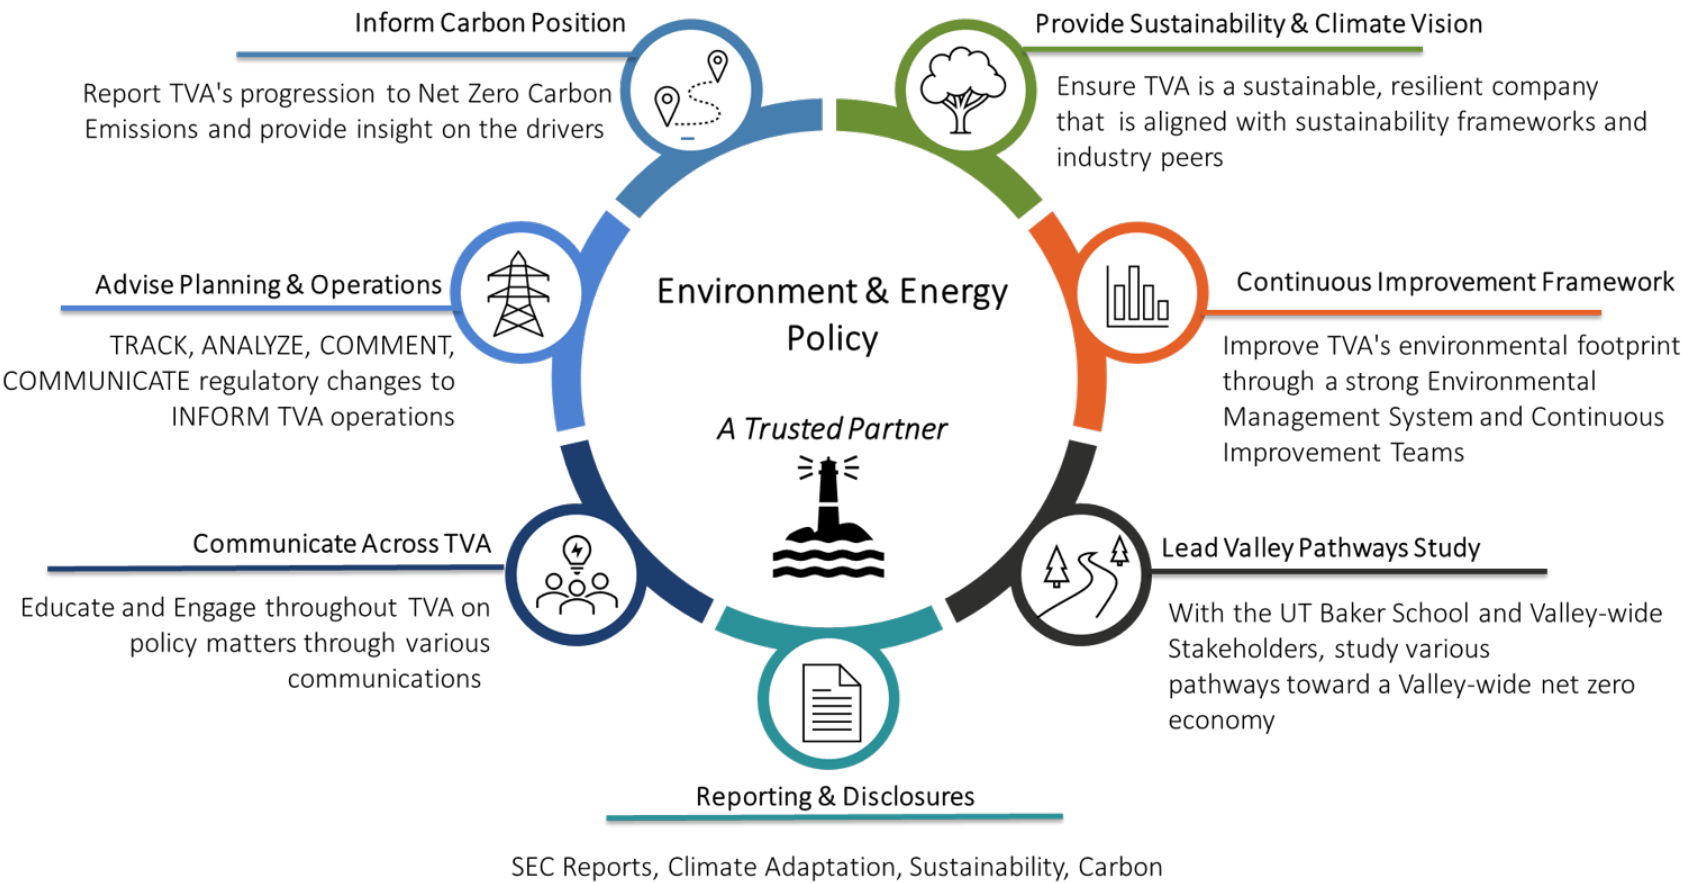 Inform Carbon Position
Report TVA's progression to Net Zero Carbon
Emissions and provide insight on the drivers
Provide Sustainability & Climate Vision
Ensure TVA is a sustainable, resilient company
that is aligned with sustainability frameworks and
industry peers
Advise Planning & Operations
TRACK, ANALYZE, COMMENT,
COMMUNICATE regulatory changes to
INFORM TVA operations
Environment & Energy
Policy
A Trusted Partner
Continuous Improvement Framework
Improve TVA's environmental footprint
through a strong Environmental
Management System and Continuous
Improvement Teams
Communicate Across TVA
Educate and Engage throughout TVA on
policy matters through various
communications
Lead Valley Pathways Study
With the UT Baker School and Valley-wide
Stakeholders, study various
pathways toward a Valley-wide net zero
economy
Reporting & Disclosures
SEC Reports, Climate Adaptation, Sustainability, Carbon